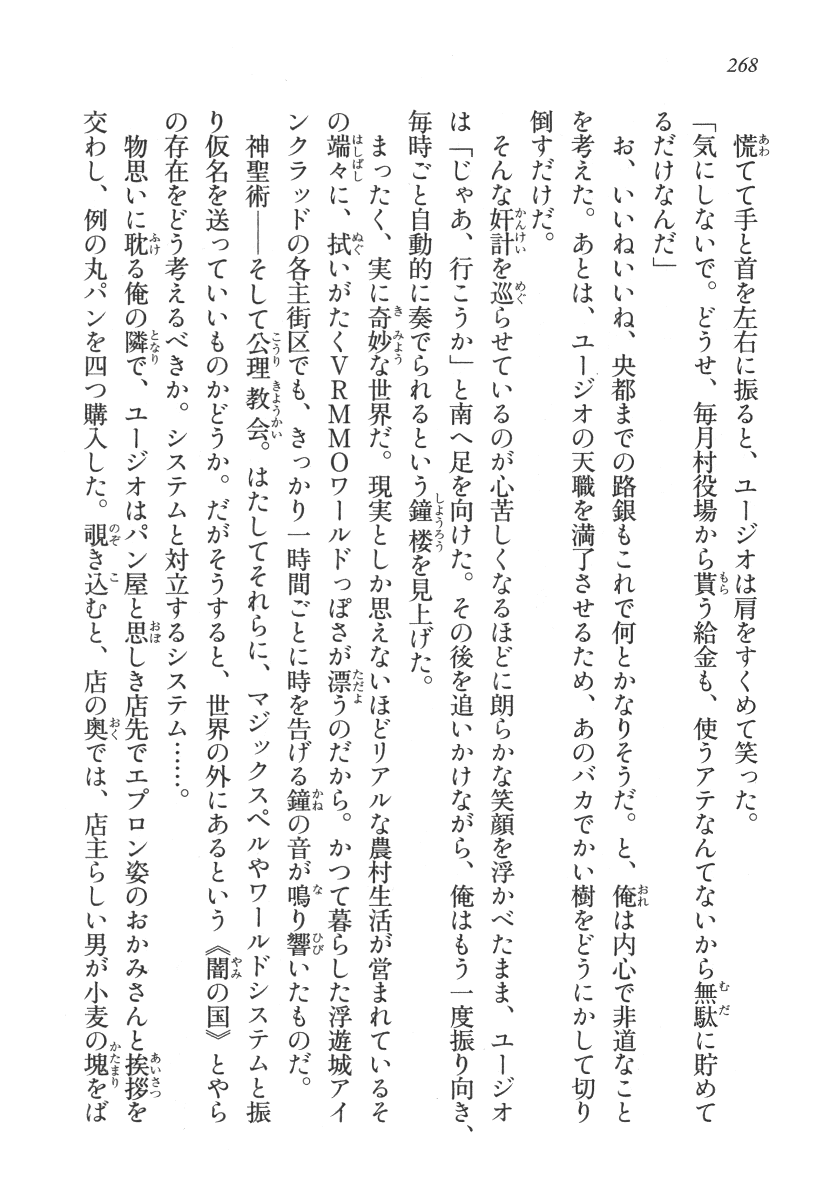 268
慌てて手と首を左右に振ると、ユージオは肩をすくめて笑った。
「気にしないで。どうせ、毎月村役場から貰う給金も、使うアテなんてないから無駄に貯めて
るだけなんだ」
お、いいねいいね、央都までの路銀もこれで何とかなりそうだ。と、俺は内心で非道なこと
を考えた。あとは、ユージオの天職を満了させるため、あのバカでかい樹をどうにかして切り
倒すだけだ。
そんな奸計を巡らせているのが心苦しくなるほどに朗らかな笑顔を浮かべたまま、ユージオ
は「じゃあ、行こうか」と南へ足を向けた。その後を追いかけながら、俺はもう一度振り向き、
毎時ごと自動的に奏でられるという鐘楼を見上げた。
まったく、実に奇妙な世界だ。現実としか思えないほどリアルな農村生活が営まれているそ
の端々に、拭いがたくＶＲＭＭＯワールドっぽさが漂うのだから。かつて暮らした浮遊城アイ
ンクラッドの各主街区でも、きっかり一時間ごとに時を告げる鐘の音が鳴り響いたものだ。
神聖術――そして公理教会。はたしてそれらに、マジックスペルやワールドシステムと振
り仮名を送っていいものかどうか。だがそうすると、世界の外にあるという《闇の国》とやら
の存在をどう考えるべきか。システムと対立するシステム……。
物思いに耽る俺の隣で、ユージオはパン屋と思しき店先でエプロン姿のおかみさんと挨拶を
交わし、例の丸パンを四つ購入した。覗き込むと、店の奥では、店主らしい男が小麦の塊をば